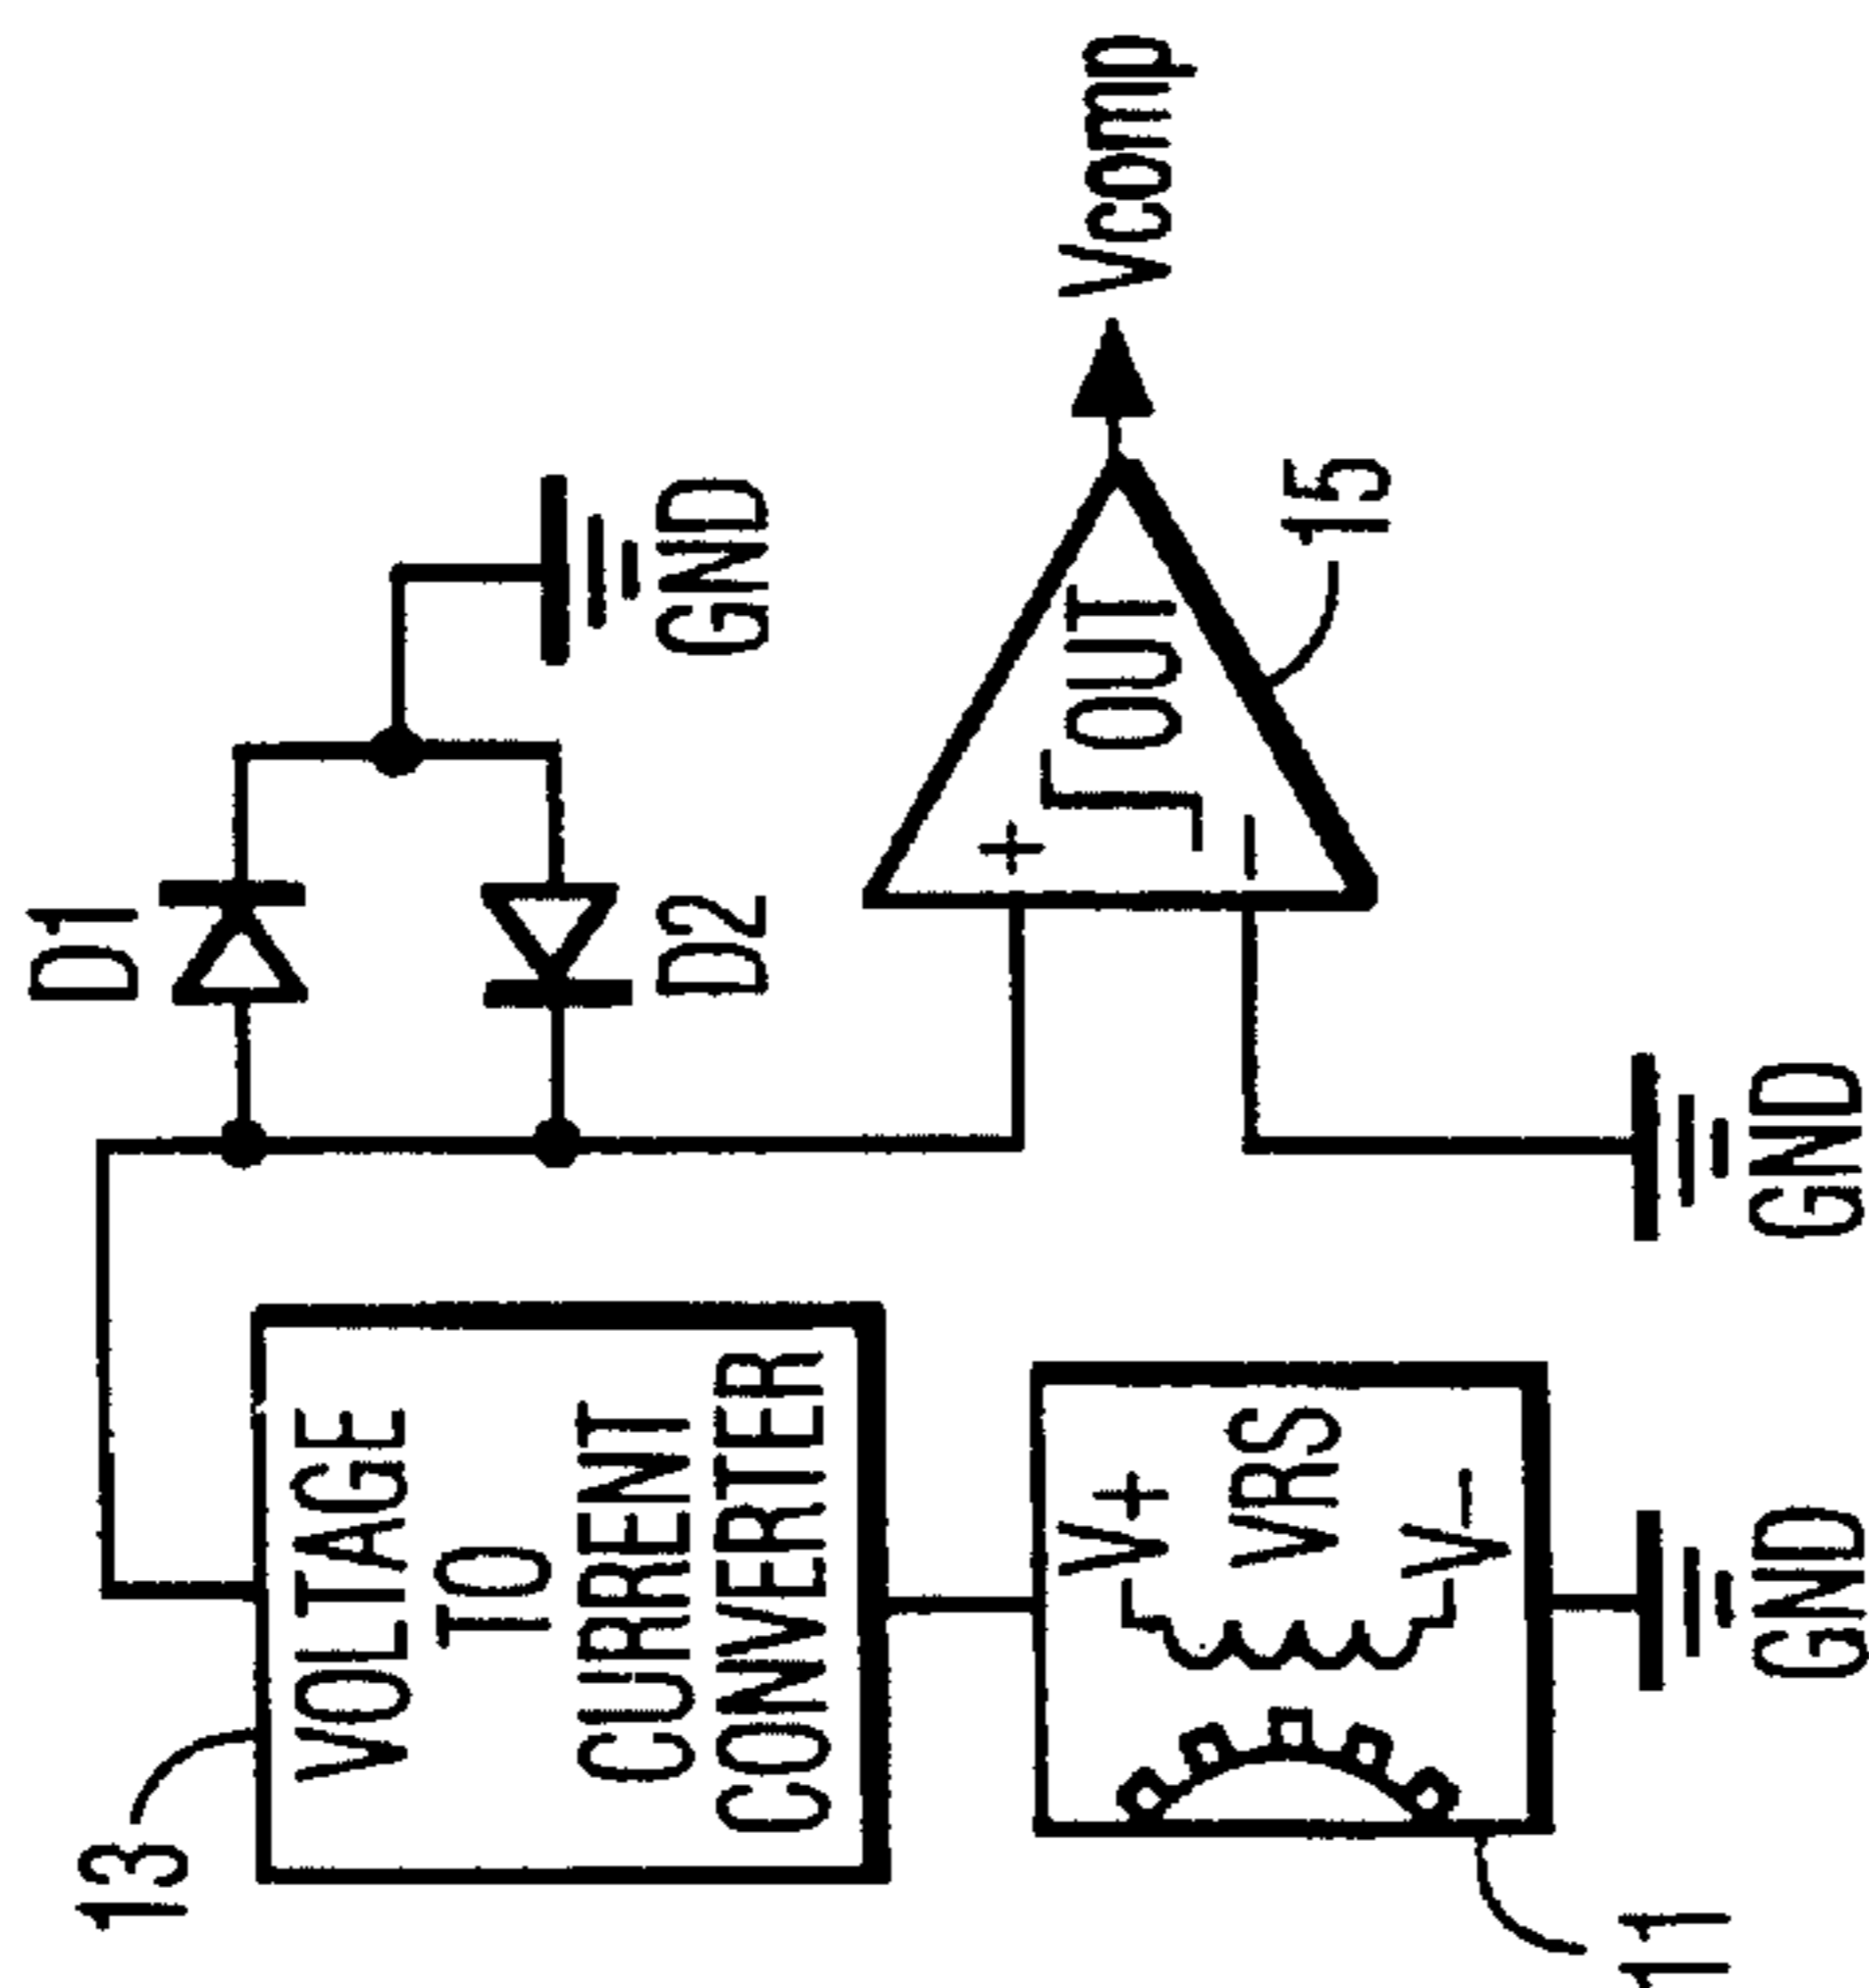 13
VOLTAGE
TO
CURRENT
CONVERTER
11
V+
VRS
V−
GND
D1
D2
GND
+
OUT
−
15
GND
Vcomp